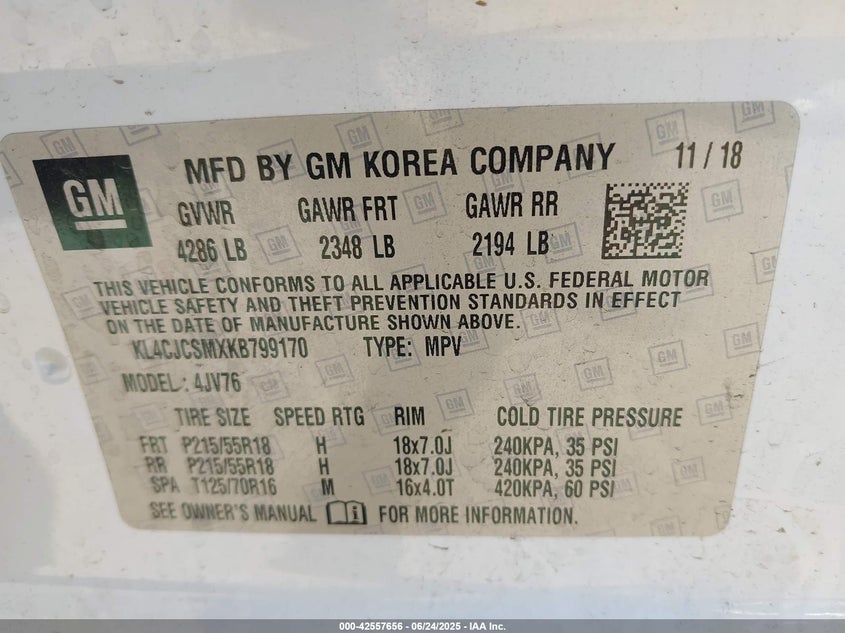 GM
MFD BY GM KOREA COMPANY 11 / 18
GVWR GAWR FRT GAWR RR
4286 LB 2348 LB 2194 LB
THIS VEHICLE CONFORMS TO ALL APPLICABLE U.S. FEDERAL MOTOR
VEHICLE SAFETY AND THEFT PREVENTION STANDARDS IN EFFECT
ON THE DATE OF MANUFACTURE SHOWN ABOVE.
KL4CJCSMXKB799170 TYPE: MPV
MODEL: 4JV76
TIRE SIZE SPEED RTG RIM COLD TIRE PRESSURE
FRT P215/55R18 H 18x7.0J 240KPA, 35 PSI
RR P215/55R18 H 18x7.0J 240KPA, 35 PSI
SPA T125/70R16 M 16x4.0T 420KPA, 60 PSI
SEE OWNER'S MANUAL i FOR MORE INFORMATION.
000-42557656 - 06/24/2025 - IAA Inc.